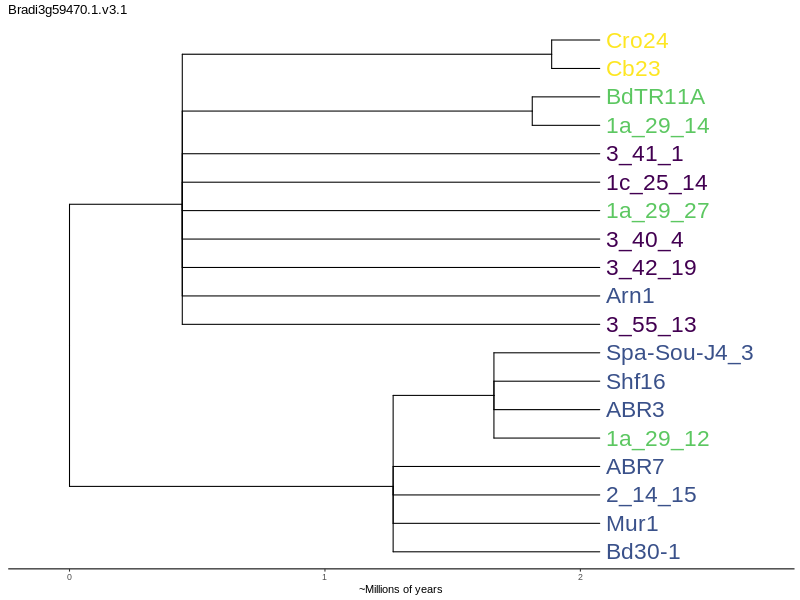 Bradi3g59470.1.v3.1
Cro24
Cb23
BdTR11A
1a_29_14
3_41_1
1c_25_14
1a_29_27
3_40_4
3_42_19
Arn1
3_55_13
Spa-Sou-J4_3
Shf16
ABR3
1a_29_12
ABR7
2_14_15
Mur1
Bd30-1
0 1 2
~Millions of years